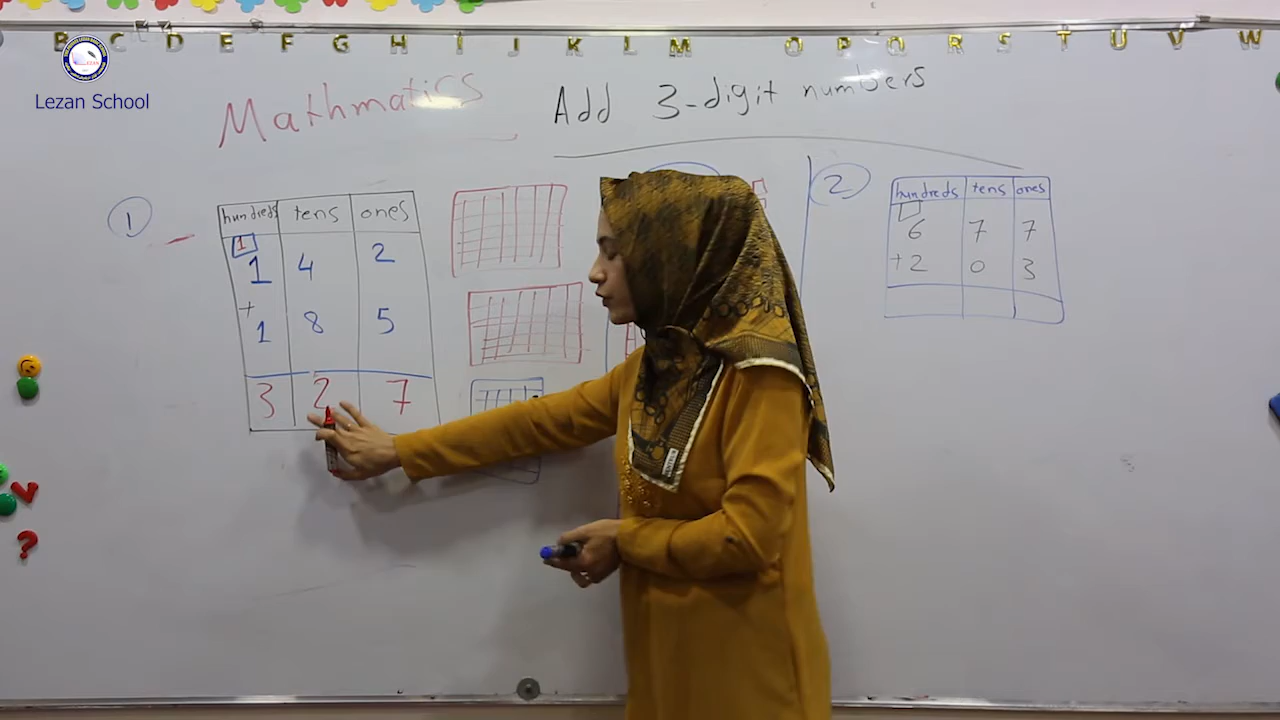 B C D E F G H I J K L M O P Q R S T U V W
Lezan School
Mathmatics
Add 3-digit numbers
1
hundreds tens ones
1
1 4 2
+
1 8 5
3 2 7
2
hundreds tens ones
6 7 7
+2 0 3
?